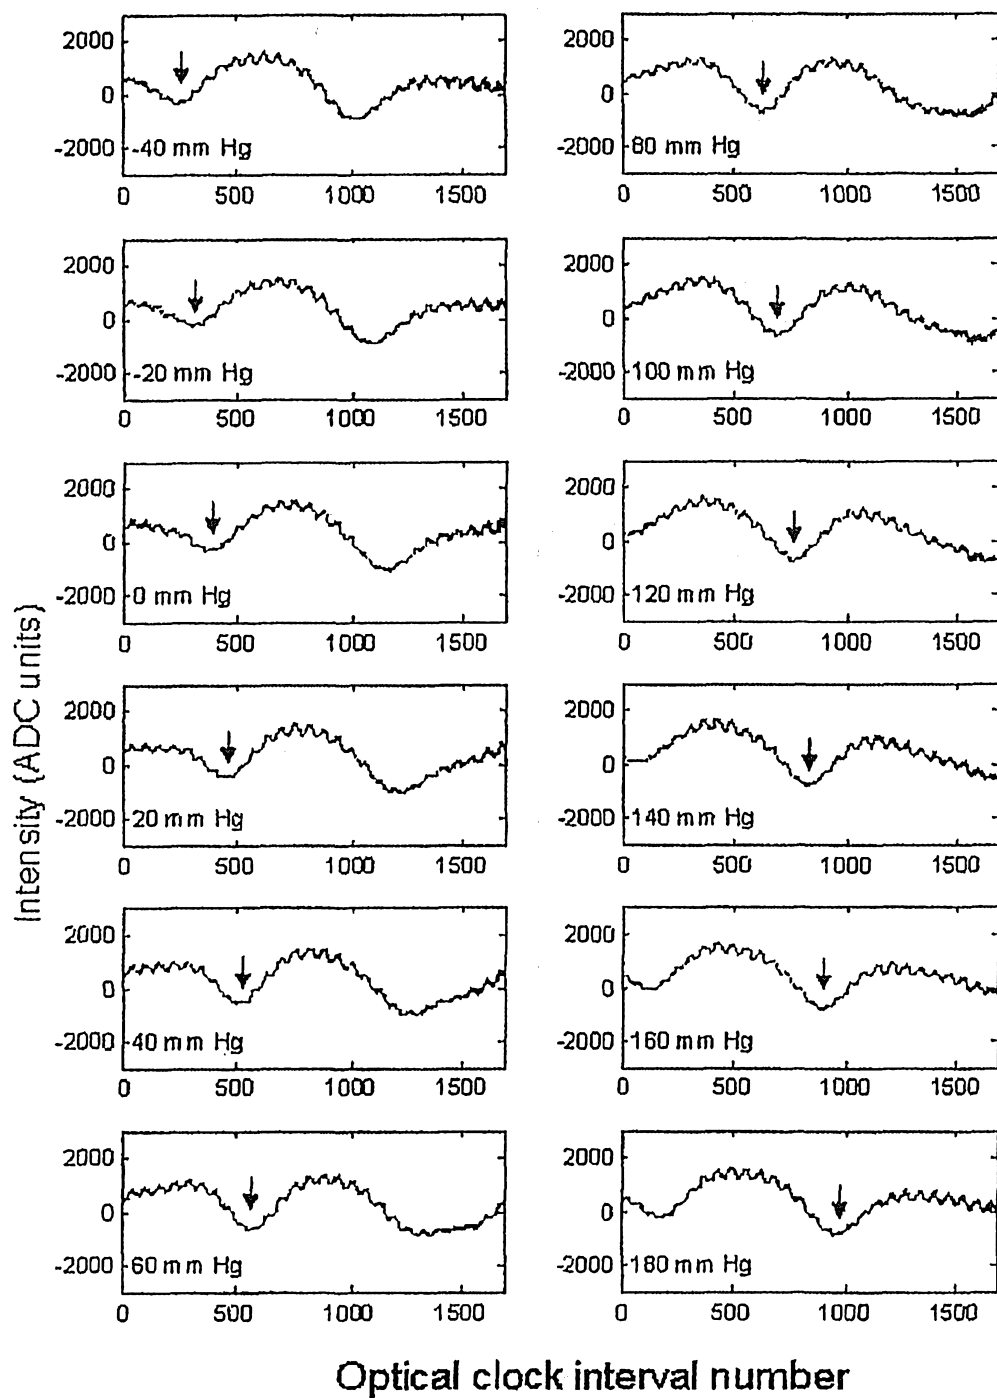 Intensity (ADC units)
2000
0
-2000
-40 mm Hg
0 500 1000 1500
2000
0
-2000
-20 mm Hg
0 500 1000 1500
2000
0
-2000
0 mm Hg
0 500 1000 1500
2000
0
-2000
20 mm Hg
0 500 1000 1500
2000
0
-2000
40 mm Hg
0 500 1000 1500
2000
0
-2000
60 mm Hg
0 500 1000 1500
2000
0
-2000
80 mm Hg
0 500 1000 1500
2000
0
-2000
100 mm Hg
0 500 1000 1500
2000
0
-2000
120 mm Hg
0 500 1000 1500
2000
0
-2000
140 mm Hg
0 500 1000 1500
2000
0
-2000
160 mm Hg
0 500 1000 1500
2000
0
-2000
180 mm Hg
0 500 1000 1500
Optical clock interval number